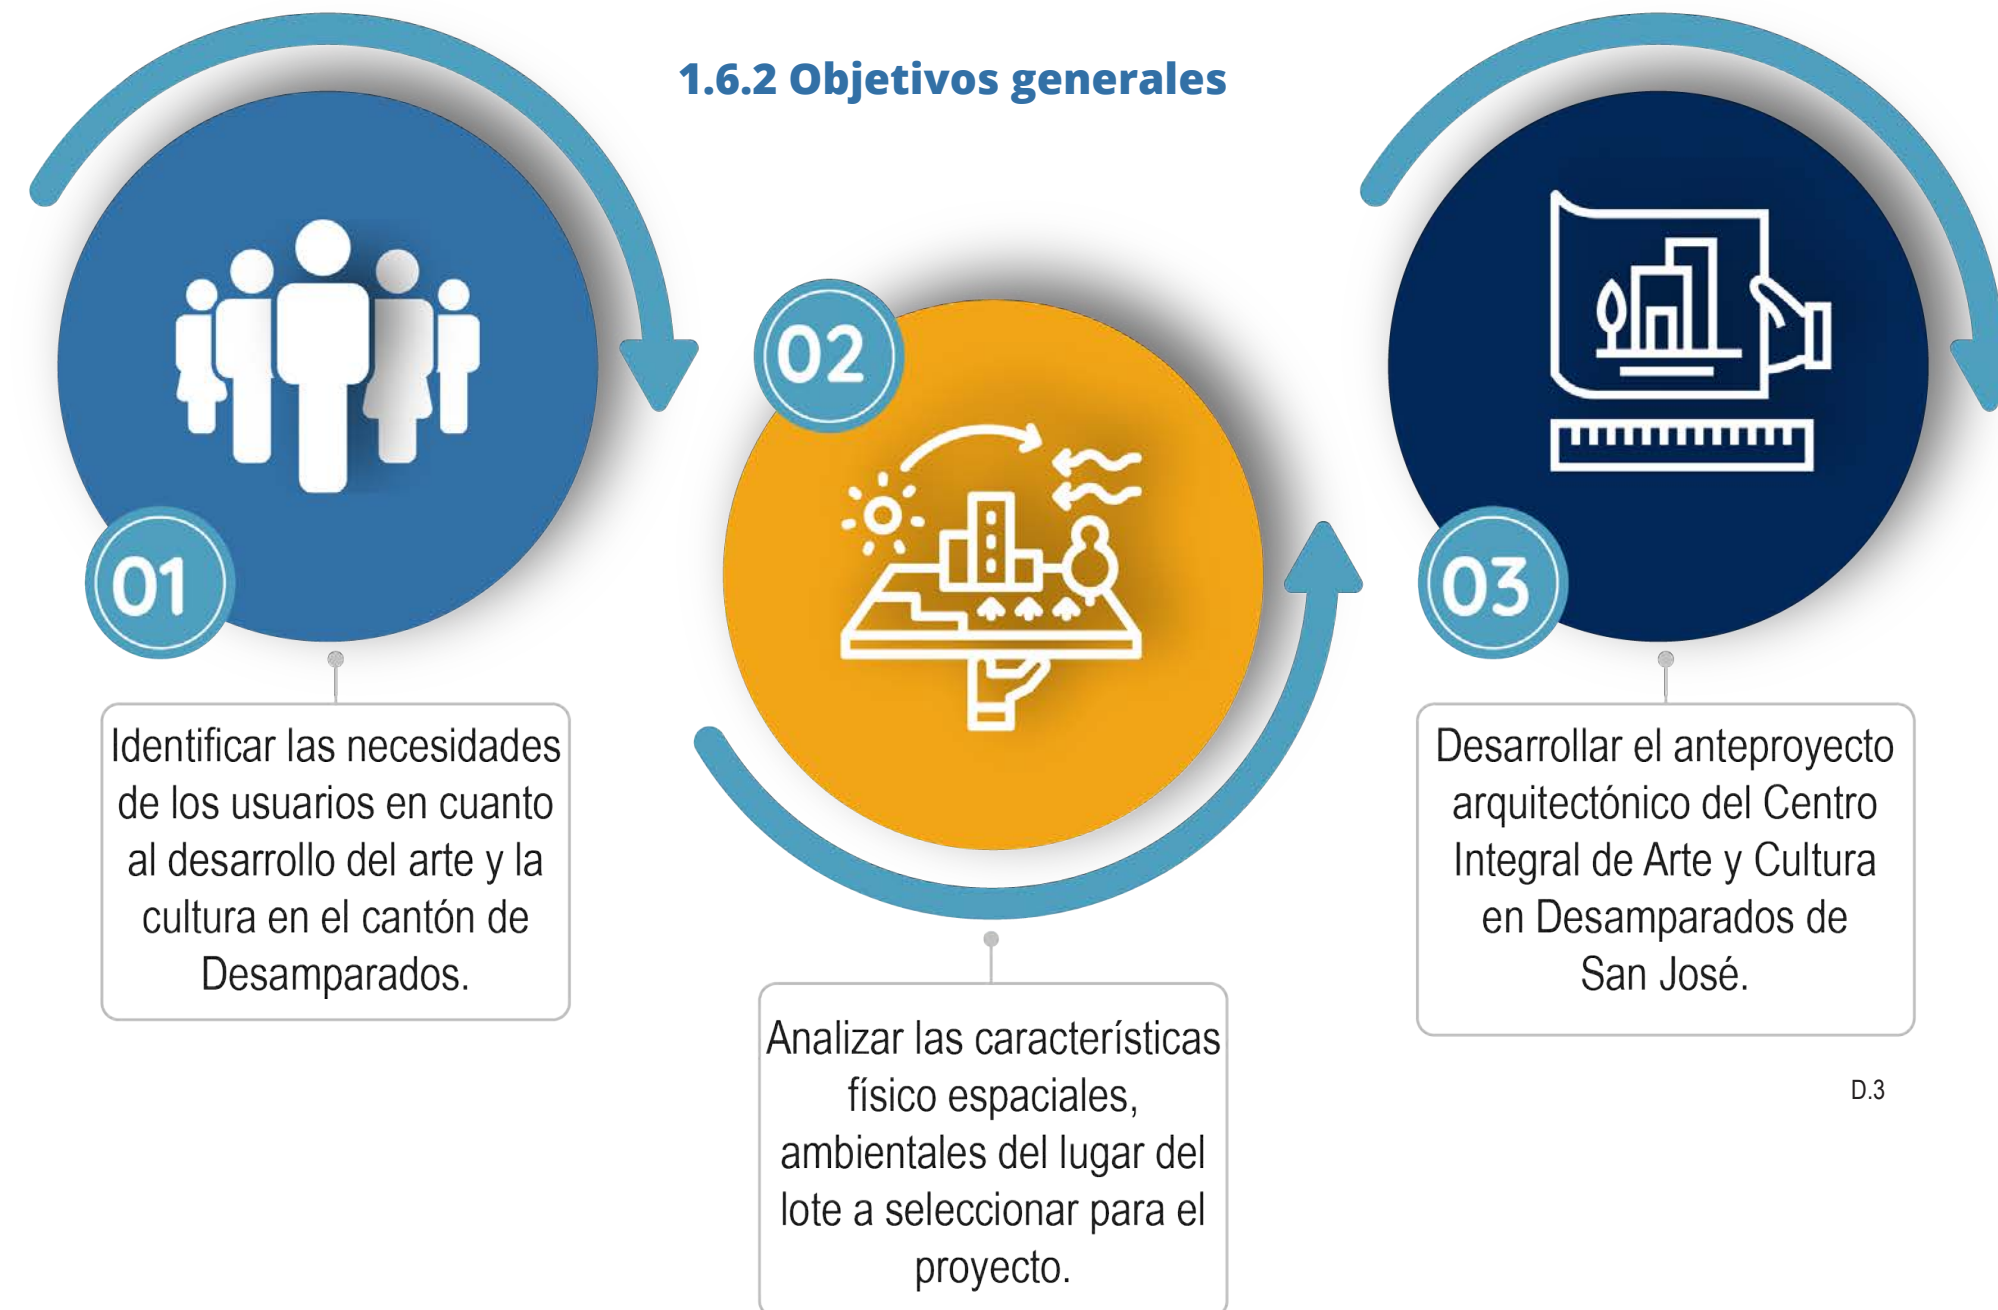 1.6.2 Objetivos generales
01
Identificar las necesidades
de los usuarios en cuanto
al desarrollo del arte y la
cultura en el cantón de
Desamparados.
02
Analizar las características
físico espaciales,
ambientales del lugar del
lote a seleccionar para el
proyecto.
03
Desarrollar el anteproyecto
arquitectónico del Centro
Integral de Arte y Cultura
en Desamparados de
San José.
D.3